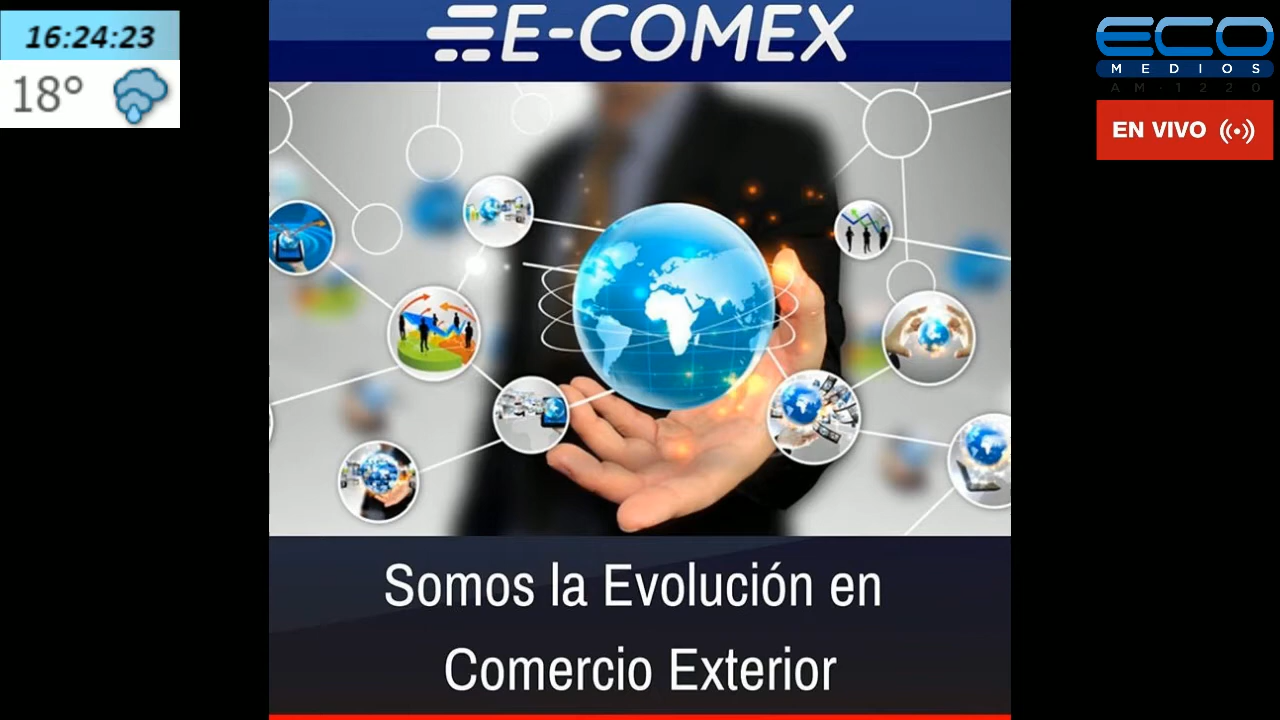 16:24:23
18°
E-COMEX
ECO
MEDIOS
AM·1220
EN VIVO
Somos la Evolución en
Comercio Exterior